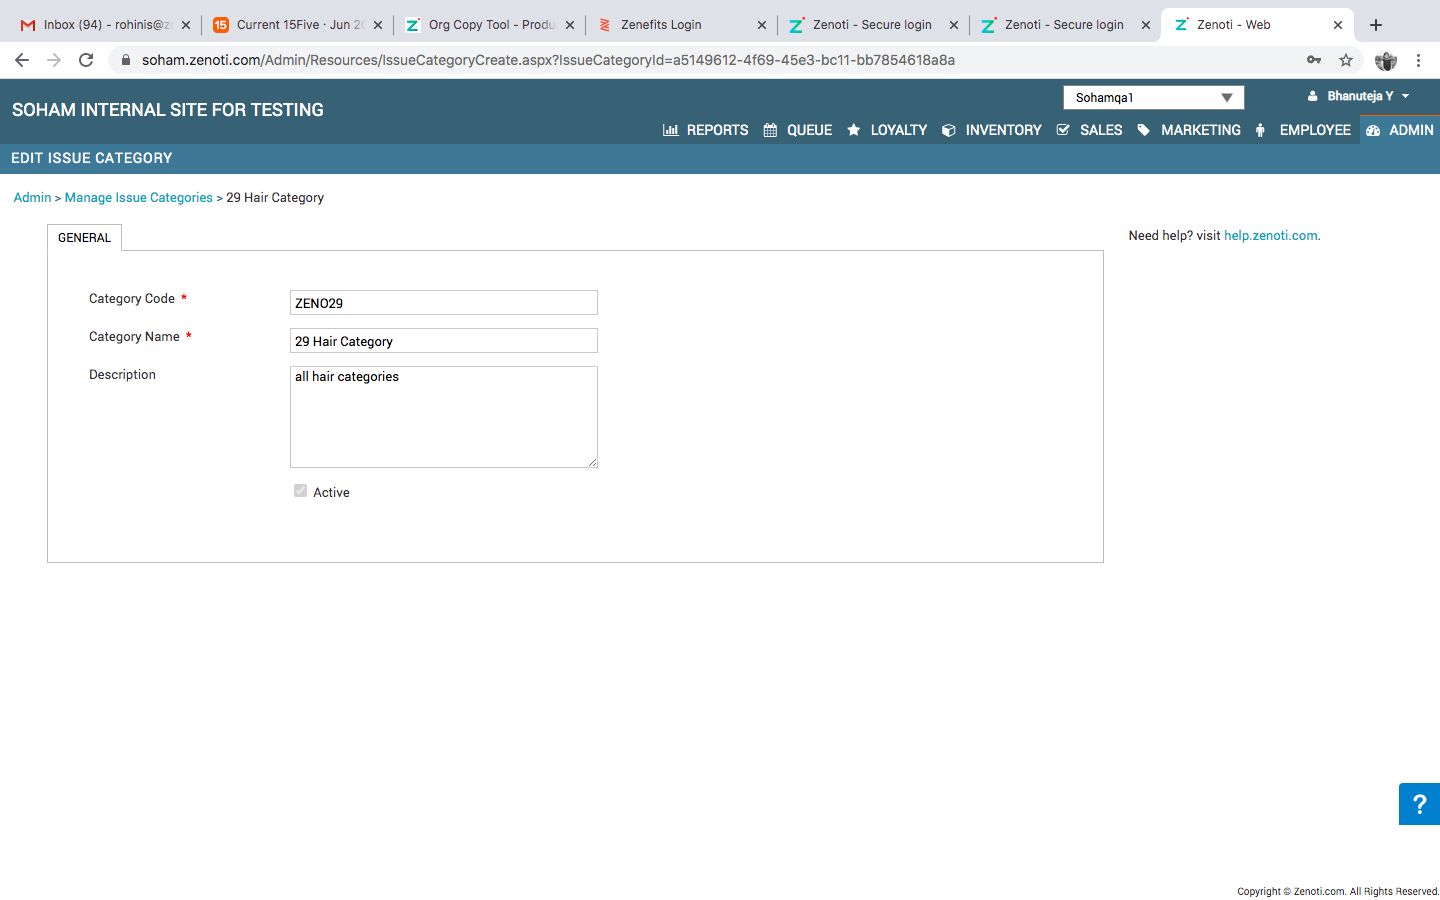 Inbox (94) - rohinis@z
15 Current 15Five · Jun 2
Org Copy Tool - Produ
Zenefits Login
Zenoti - Secure login
Zenoti - Secure login
Zenoti - Web
soham.zenoti.com/Admin/Resources/IssueCategoryCreate.aspx?IssueCategoryId=a5149612-4f69-45e3-bc11-bb7854618a8a
SOHAM INTERNAL SITE FOR TESTING
Sohamqa1
Bhanuteja Y
REPORTS QUEUE LOYALTY INVENTORY SALES MARKETING EMPLOYEE ADMIN
EDIT ISSUE CATEGORY
Admin > Manage Issue Categories > 29 Hair Category
GENERAL
Need help? visit help.zenoti.com.
Category Code *
ZENO29
Category Name *
29 Hair Category
Description
all hair categories
Active
?
Copyright © Zenoti.com. All Rights Reserved.